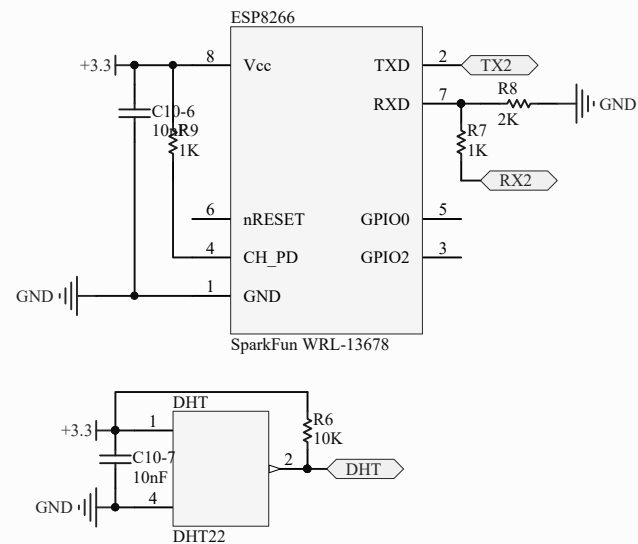 ESP8266
+3.3
8
Vcc
TXD
2
TX2
RXD
7
R8
2K
GND
C10-6
10nF
R9
1K
R7
1K
RX2
6
nRESET
GPIO0
5
4
CH_PD
GPIO2
3
GND
1
GND
SparkFun WRL-13678
DHT
+3.3
1
R6
10K
C10-7
10nF
2
DHT
GND
4
DHT22